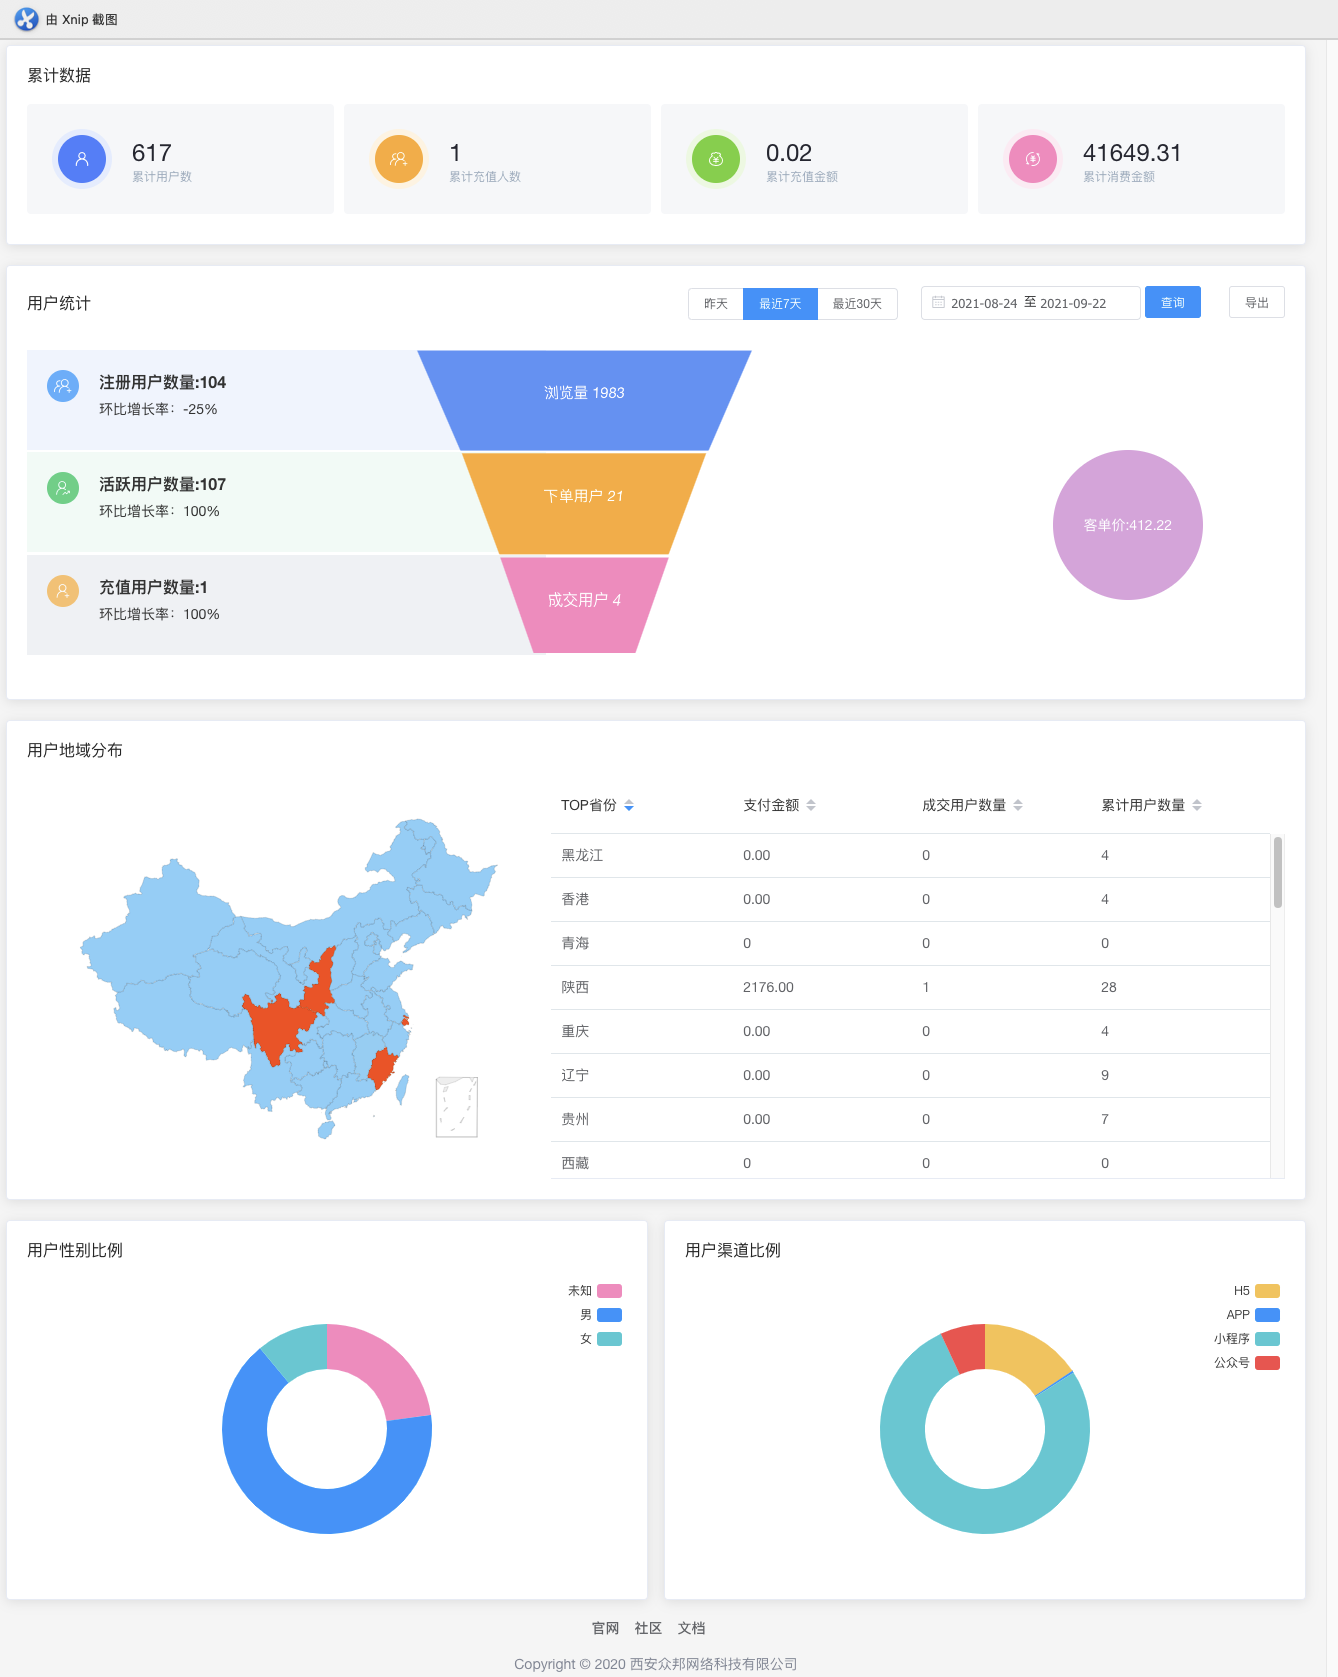 由 Xnip 截图
累计数据
617
累计用户数
1
累计充值人数
0.02
累计充值金额
41649.31
累计消费金额
用户统计
昨天 最近7天 最近30天 2021-08-24 至 2021-09-22 查询 导出
注册用户数量:104
环比增长率：-25%
浏览量 1983
活跃用户数量:107
环比增长率：100%
下单用户 21
客单价:412.22
充值用户数量:1
环比增长率：100%
成交用户 4
用户地域分布
TOP省份 支付金额 成交用户数量 累计用户数量
黑龙江 0.00 0 4
香港 0.00 0 4
青海 0 0 0
陕西 2176.00 1 28
重庆 0.00 0 4
辽宁 0.00 0 9
贵州 0.00 0 7
西藏 0 0 0
用户性别比例
未知
男
女
用户渠道比例
H5
APP
小程序
公众号
官网 社区 文档
Copyright © 2020 西安众邦网络科技有限公司